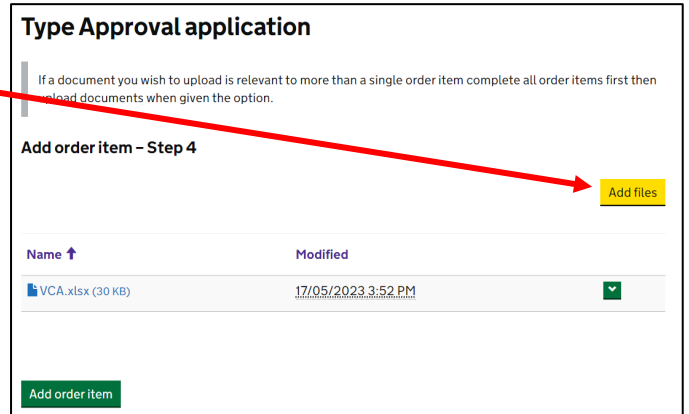 Type Approval application
If a document you wish to upload is relevant to more than a single order item complete all order items first then
upload documents when given the option.
Add order item – Step 4
Add files
Name ↑ Modified
VCA.xlsx (30 KB) 17/05/2023 3:52 PM
Add order item